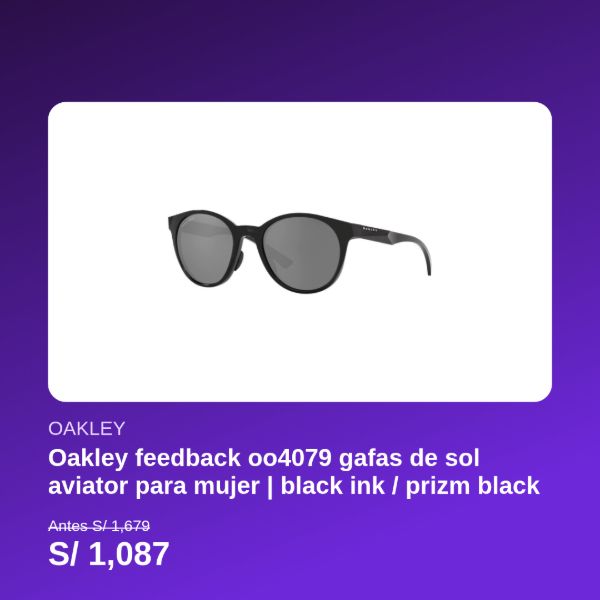 OAKLEY
Oakley feedback oo4079 gafas de sol
aviator para mujer | black ink / prizm black
Antes S/ 1,679
S/ 1,087